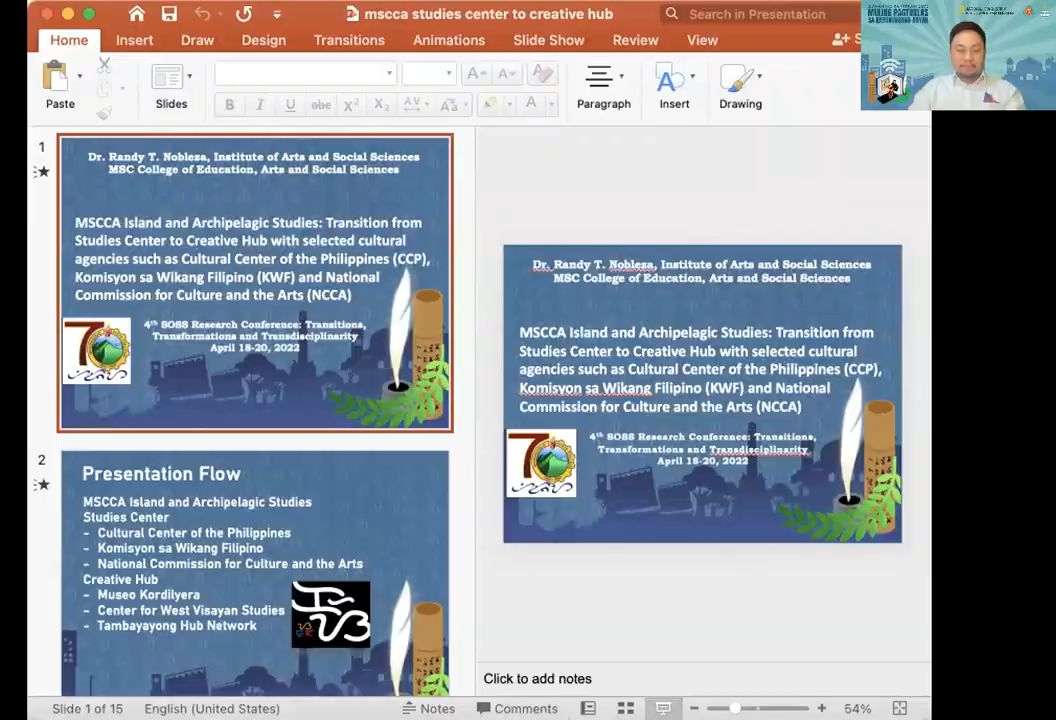 mscca studies center to creative hub
Search in Presentation
Home
Insert
Draw
Design
Transitions
Animations
Slide Show
Review
View
Paste
Slides
B I U abc X² X₂ AV Aa A
Paragraph
Insert
Drawing
1
Dr. Randy T. Nobleza, Institute of Arts and Social Sciences
MSC College of Education, Arts and Social Sciences
MSCCA Island and Archipelagic Studies: Transition from
Studies Center to Creative Hub with selected cultural
agencies such as Cultural Center of the Philippines (CCP),
Komisyon sa Wikang Filipino (KWF) and National
Commission for Culture and the Arts (NCCA)
70
4th SOSS Research Conference: Transitions,
Transformations and Transdisciplinarity
April 18-20, 2022
2
Presentation Flow
MSCCA Island and Archipelagic Studies
Studies Center
- Cultural Center of the Philippines
- Komisyon sa Wikang Filipino
- National Commission for Culture and the Arts
Creative Hub
- Museo Kordilyera
- Center for West Visayan Studies
- Tambayayong Hub Network
Dr. Randy T. Nobleza, Institute of Arts and Social Sciences
MSC College of Education, Arts and Social Sciences
MSCCA Island and Archipelagic Studies: Transition from
Studies Center to Creative Hub with selected cultural
agencies such as Cultural Center of the Philippines (CCP),
Komisyon sa Wikang Filipino (KWF) and National
Commission for Culture and the Arts (NCCA)
70
4th SOSS Research Conference: Transitions,
Transformations and Transdisciplinarity
April 18-20, 2022
Click to add notes
Slide 1 of 15
English (United States)
Notes
Comments
54%